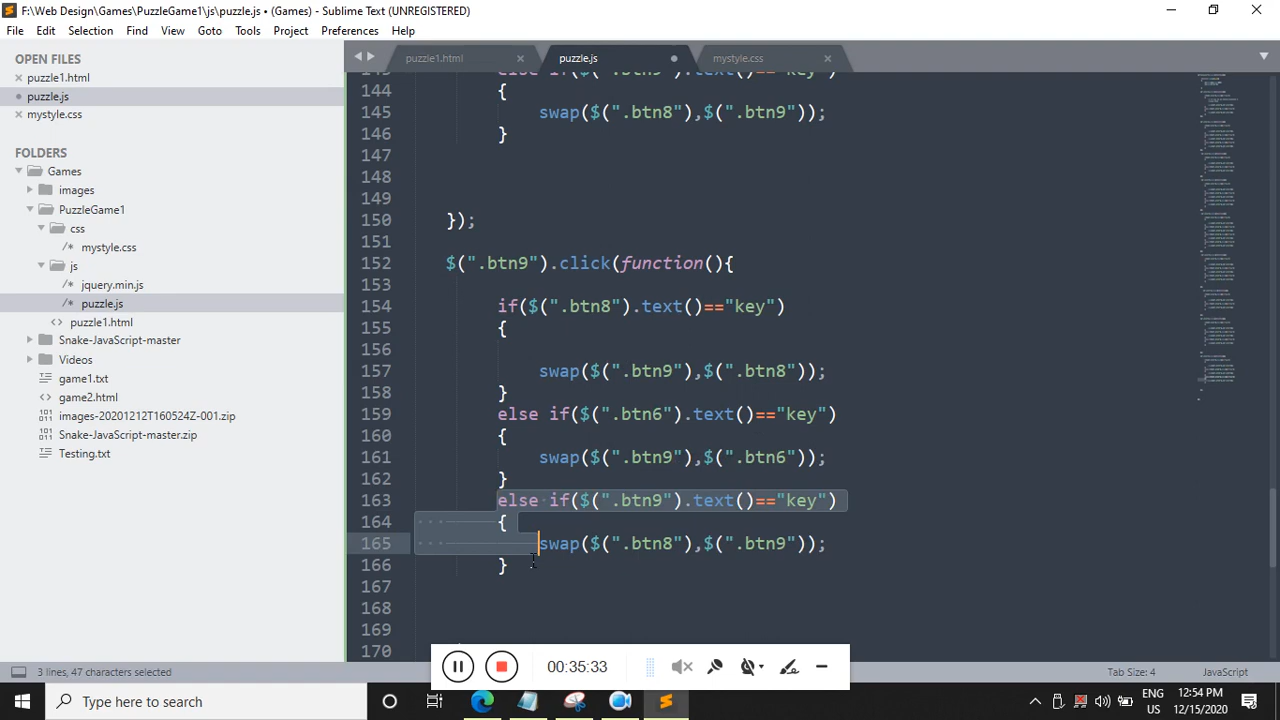 F:\Web Design\Games\PuzzleGame1\js\puzzle.js • (Games) - Sublime Text (UNREGISTERED)
File Edit Selection Find View Goto Tools Project Preferences Help
OPEN FILES
puzzle1.html
puzzle.js
mystyle.css
FOLDERS
Games
images
PuzzleGame1
css
/* mystyle.css
js
/* jquery.min.js
/* puzzle.js
<> puzzle1.html
Snake-JavaScript-master
Videos
game1.txt
game2.html
images-20201212T160524Z-001.zip
Snake-JavaScript-master.zip
Testing.txt
puzzle1.html puzzle.js mystyle.css
143 else if($(".btn9").text()=="key")
144 {
145 swap($(".btn8"),$(".btn9"));
146 }
147
148
149
150 });
151
152 $(".btn9").click(function(){
153
154 if($(".btn8").text()=="key")
155 {
156
157 swap($(".btn9"),$(".btn8"));
158 }
159 else if($(".btn6").text()=="key")
160 {
161 swap($(".btn9"),$(".btn6"));
162 }
163 else if($(".btn9").text()=="key")
164 {
165 swap($(".btn8"),$(".btn9"));
166 }
167
168
169
170
00:35:33
3 lines, 47 characters selected
Tab Size: 4 JavaScript
Type here to search
ENG
IN
12:54 PM
12/15/2020